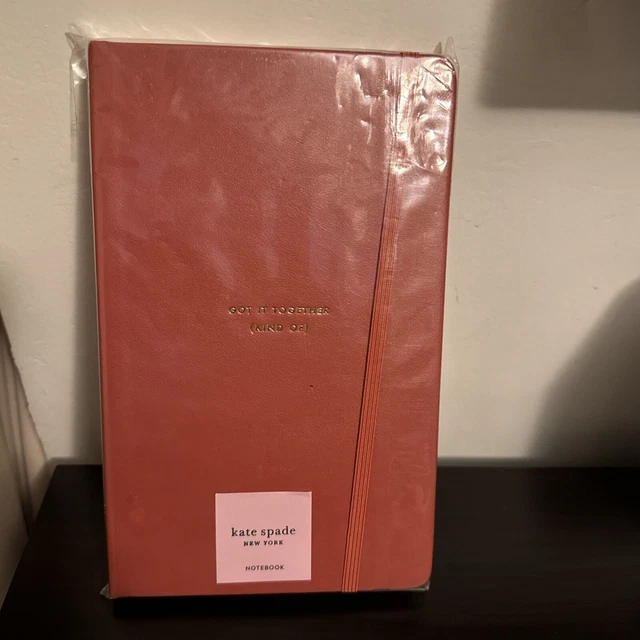 GOT IT TOGETHER
(KIND OF)
kate spade
NEW YORK
NOTEBOOK